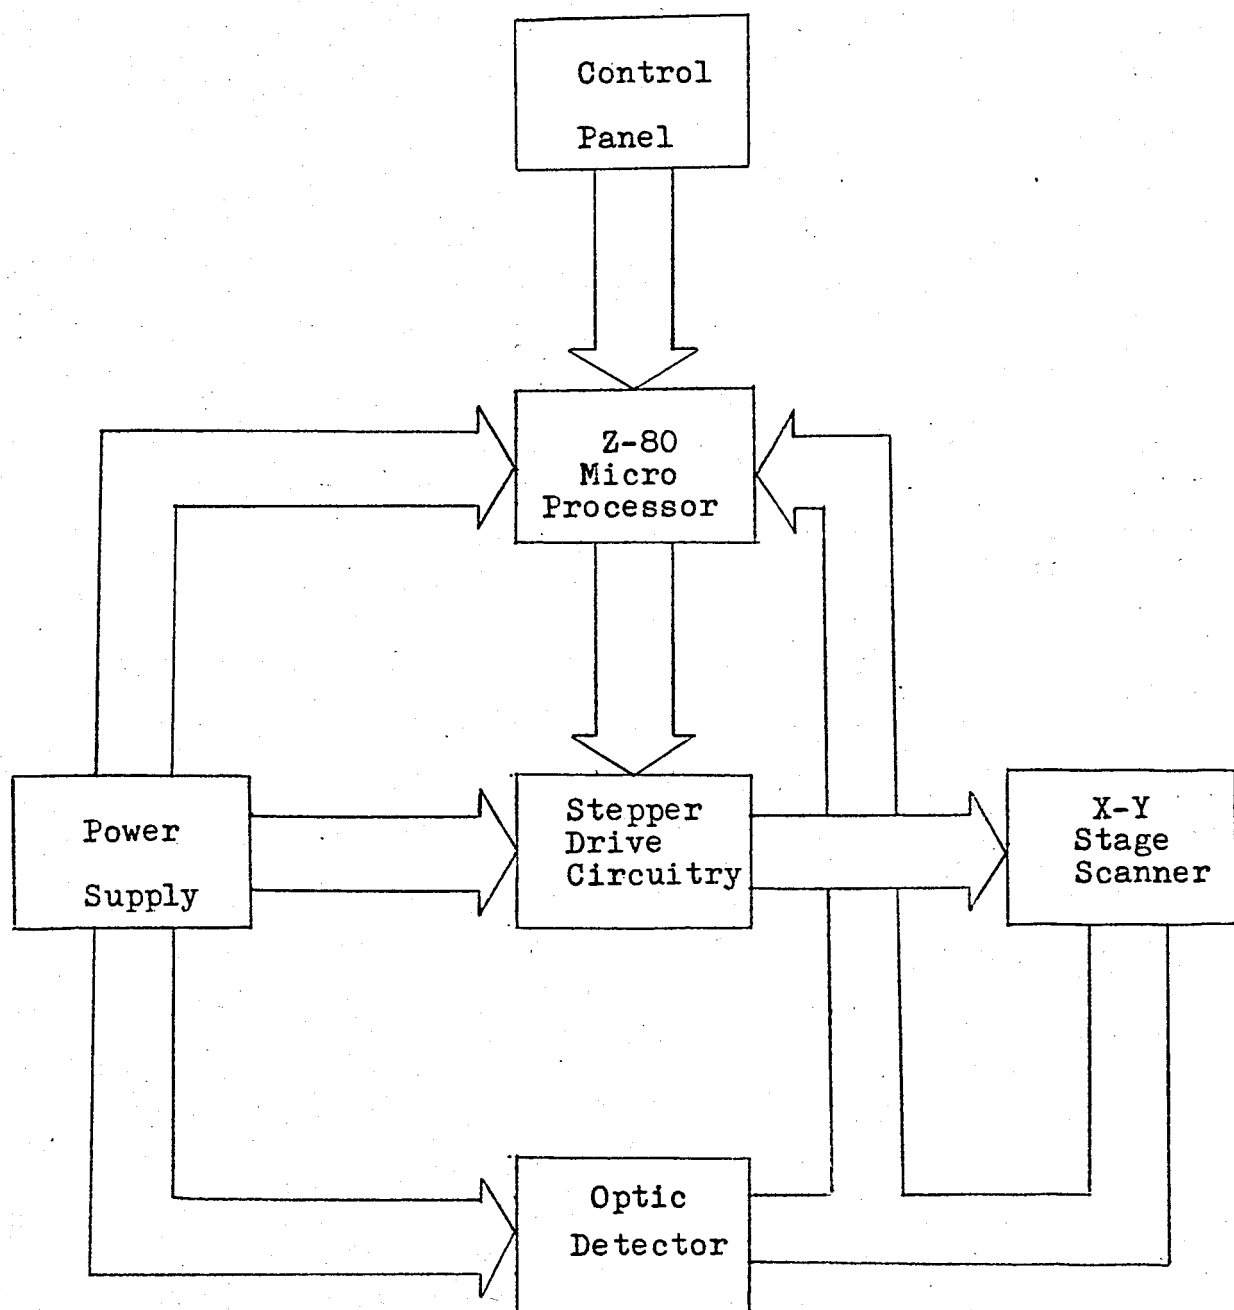 Control
Panel
Z-80
Micro
Processor
Power
Supply
Stepper
Drive
Circuitry
X-Y
Stage
Scanner
Optic
Detector